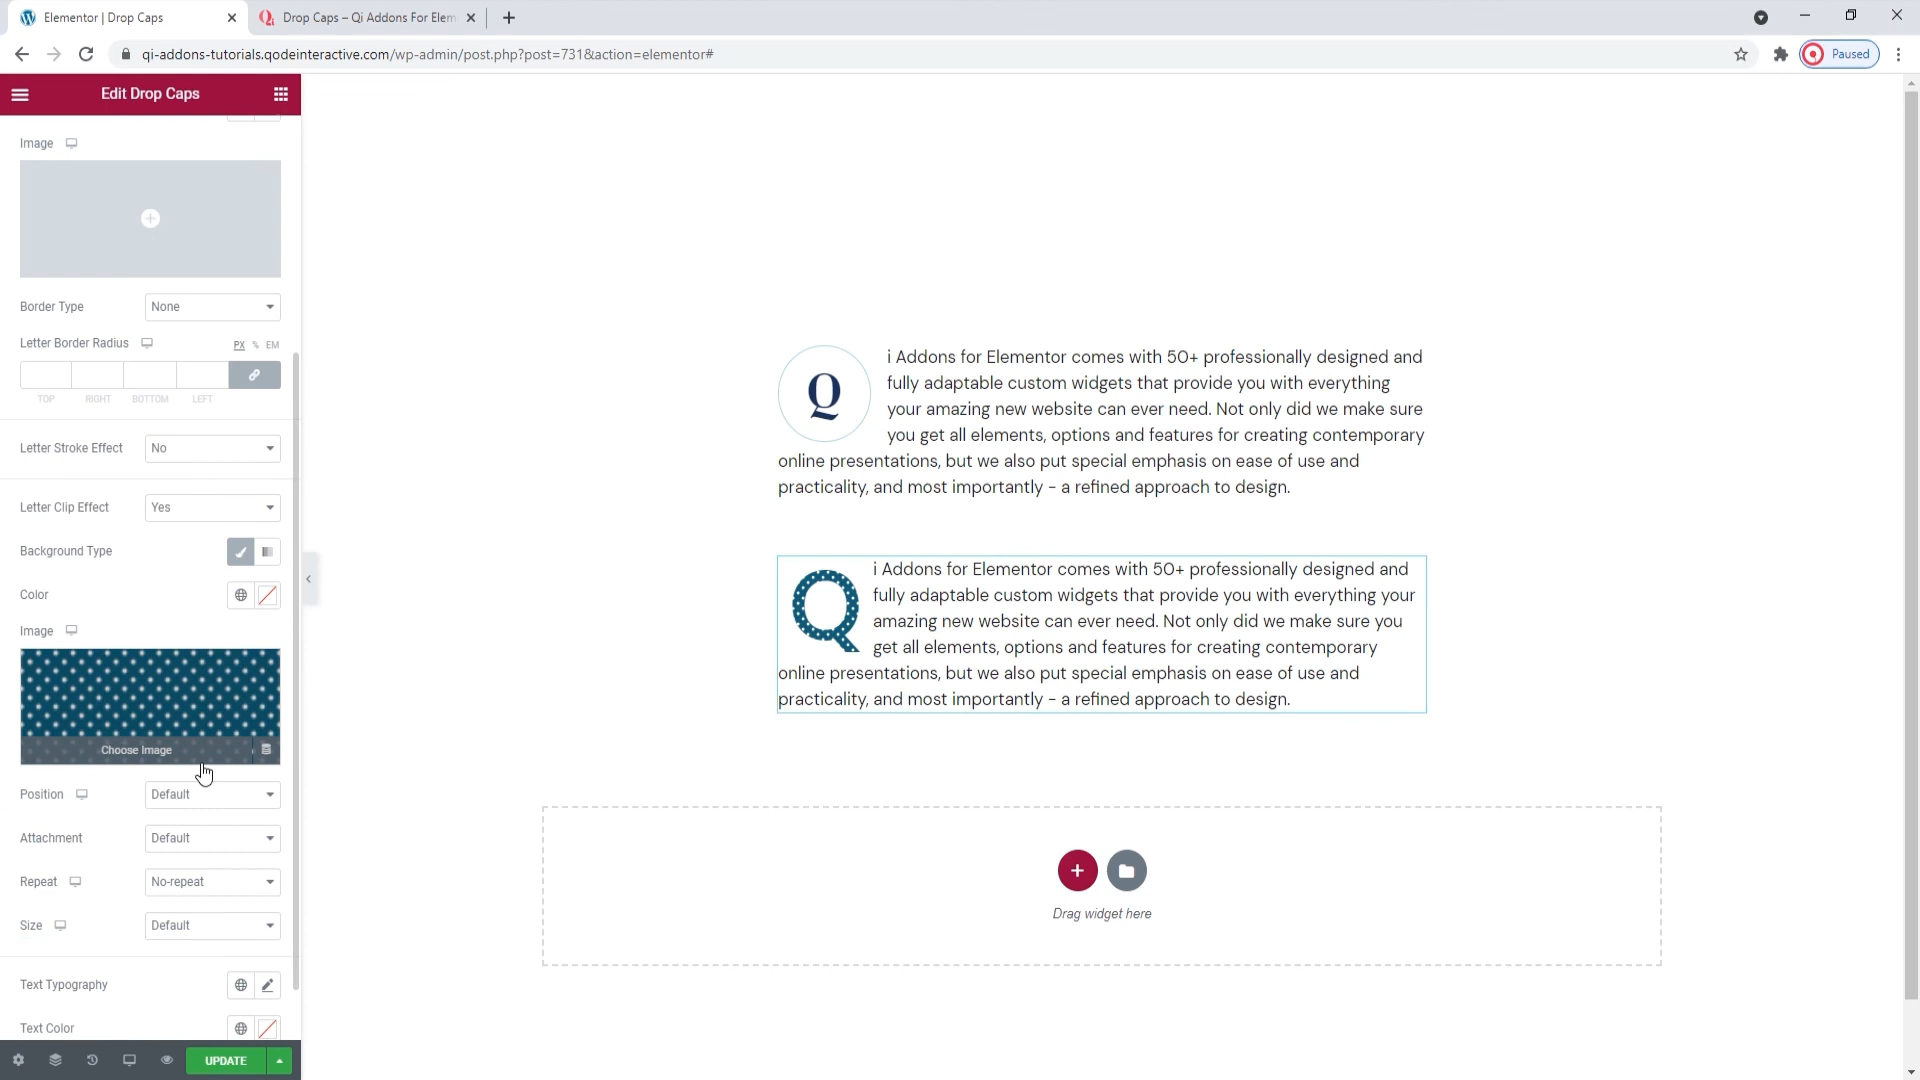 Elementor | Drop Caps
Drop Caps – Qi Addons For Elem
qi-addons-tutorials.qodeinteractive.com/wp-admin/post.php?post=731&action=elementor#
Paused
Edit Drop Caps
Image
Border Type
None
Letter Border Radius
PX % EM
TOP RIGHT BOTTOM LEFT
Letter Stroke Effect
No
Letter Clip Effect
Yes
Background Type
Color
Image
Choose Image
Position
Default
Attachment
Default
Repeat
No-repeat
Size
Default
Text Typography
Text Color
UPDATE
Q
i Addons for Elementor comes with 50+ professionally designed and
fully adaptable custom widgets that provide you with everything
your amazing new website can ever need. Not only did we make sure
you get all elements, options and features for creating contemporary
online presentations, but we also put special emphasis on ease of use and
practicality, and most importantly - a refined approach to design.
Q
i Addons for Elementor comes with 50+ professionally designed and
fully adaptable custom widgets that provide you with everything your
amazing new website can ever need. Not only did we make sure you
get all elements, options and features for creating contemporary
online presentations, but we also put special emphasis on ease of use and
practicality, and most importantly - a refined approach to design.
Drag widget here